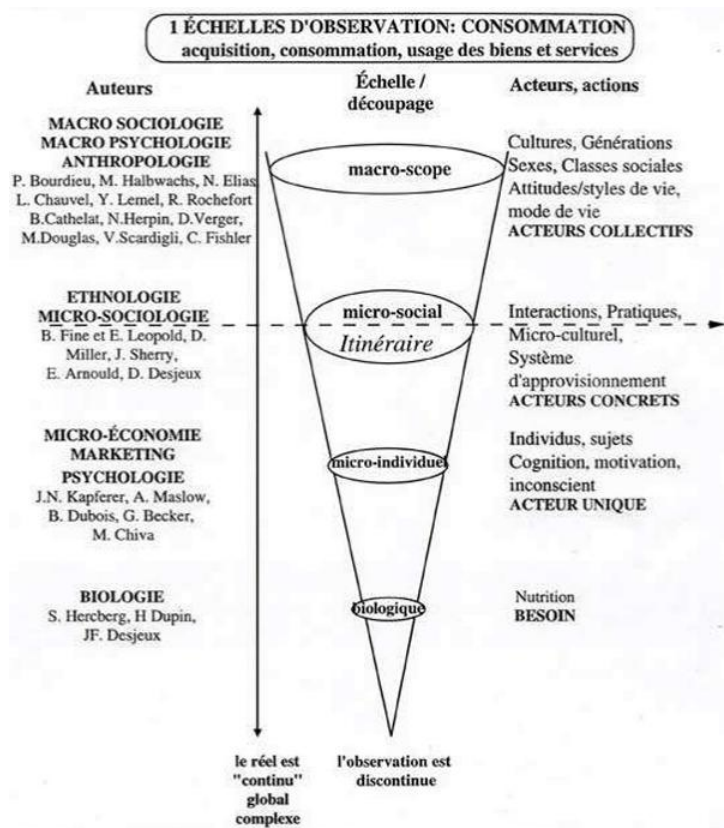 1 ÉCHELLES D'OBSERVATION: CONSOMMATION
acquisition, consommation, usage des biens et services
Auteurs
Échelle /
découpage
Acteurs, actions
MACRO SOCIOLOGIE
MACRO PSYCHOLOGIE
ANTHROPOLOGIE
P. Bourdieu, M. Halbwachs, N. Elias
L. Chauvel, Y. Lemel, R. Rochefort
B.Cathelat, N.Herpin, D.Verger,
M.Douglas, V.Scardigli, C. Fishler
macro-scope
Cultures, Générations
Sexes, Classes sociales
Attitudes/styles de vie,
mode de vie
ACTEURS COLLECTIFS
ETHNOLOGIE
MICRO-SOCIOLOGIE
B. Fine et E. Leopold, D.
Miller, J. Sherry,
E. Arnould, D. Desjeux
micro-social
Itinéraire
Interactions, Pratiques,
Micro-culturel,
Système
d'approvisionnement
ACTEURS CONCRETS
MICRO-ÉCONOMIE
MARKETING
PSYCHOLOGIE
J.N. Kapferer, A. Maslow,
B. Dubois, G. Becker,
M. Chiva
micro-individuel
Individus, sujets
Cognition, motivation,
inconscient
ACTEUR UNIQUE
BIOLOGIE
S. Hercberg, H Dupin,
JF. Desjeux
biologique
Nutrition
BESOIN
le réel est
"continu"
global
complexe
l'observation est
discontinue